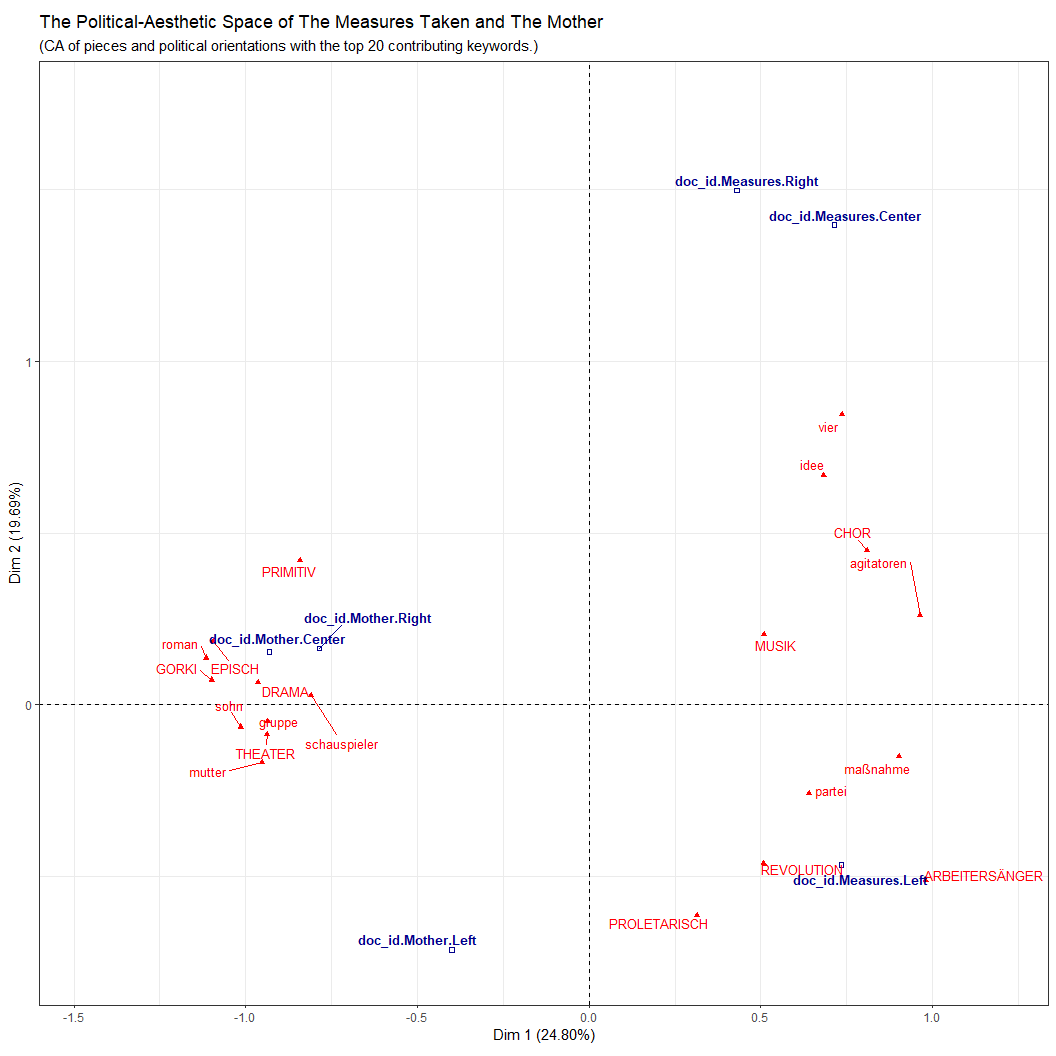 The Political-Aesthetic Space of The Measures Taken and The Mother
(CA of pieces and political orientations with the top 20 contributing keywords.)
doc_id.Measures.Right
doc_id.Measures.Center
vier
idee
CHOR
agitatoren
PRIMITIV
doc_id.Mother.Right
doc_id.Mother.Center
roman
MUSIK
GORKI
EPISCH
DRAMA
sohn
gruppe
schauspieler
THEATER
mutter
maßnahme
partei
REVOLUTION
doc_id.Measures.Left
ARBEITERSÄNGER
PROLETARISCH
doc_id.Mother.Left
1
0
Dim 2 (19.69%)
-1.5
-1.0
-0.5
0.0
0.5
1.0
Dim 1 (24.80%)